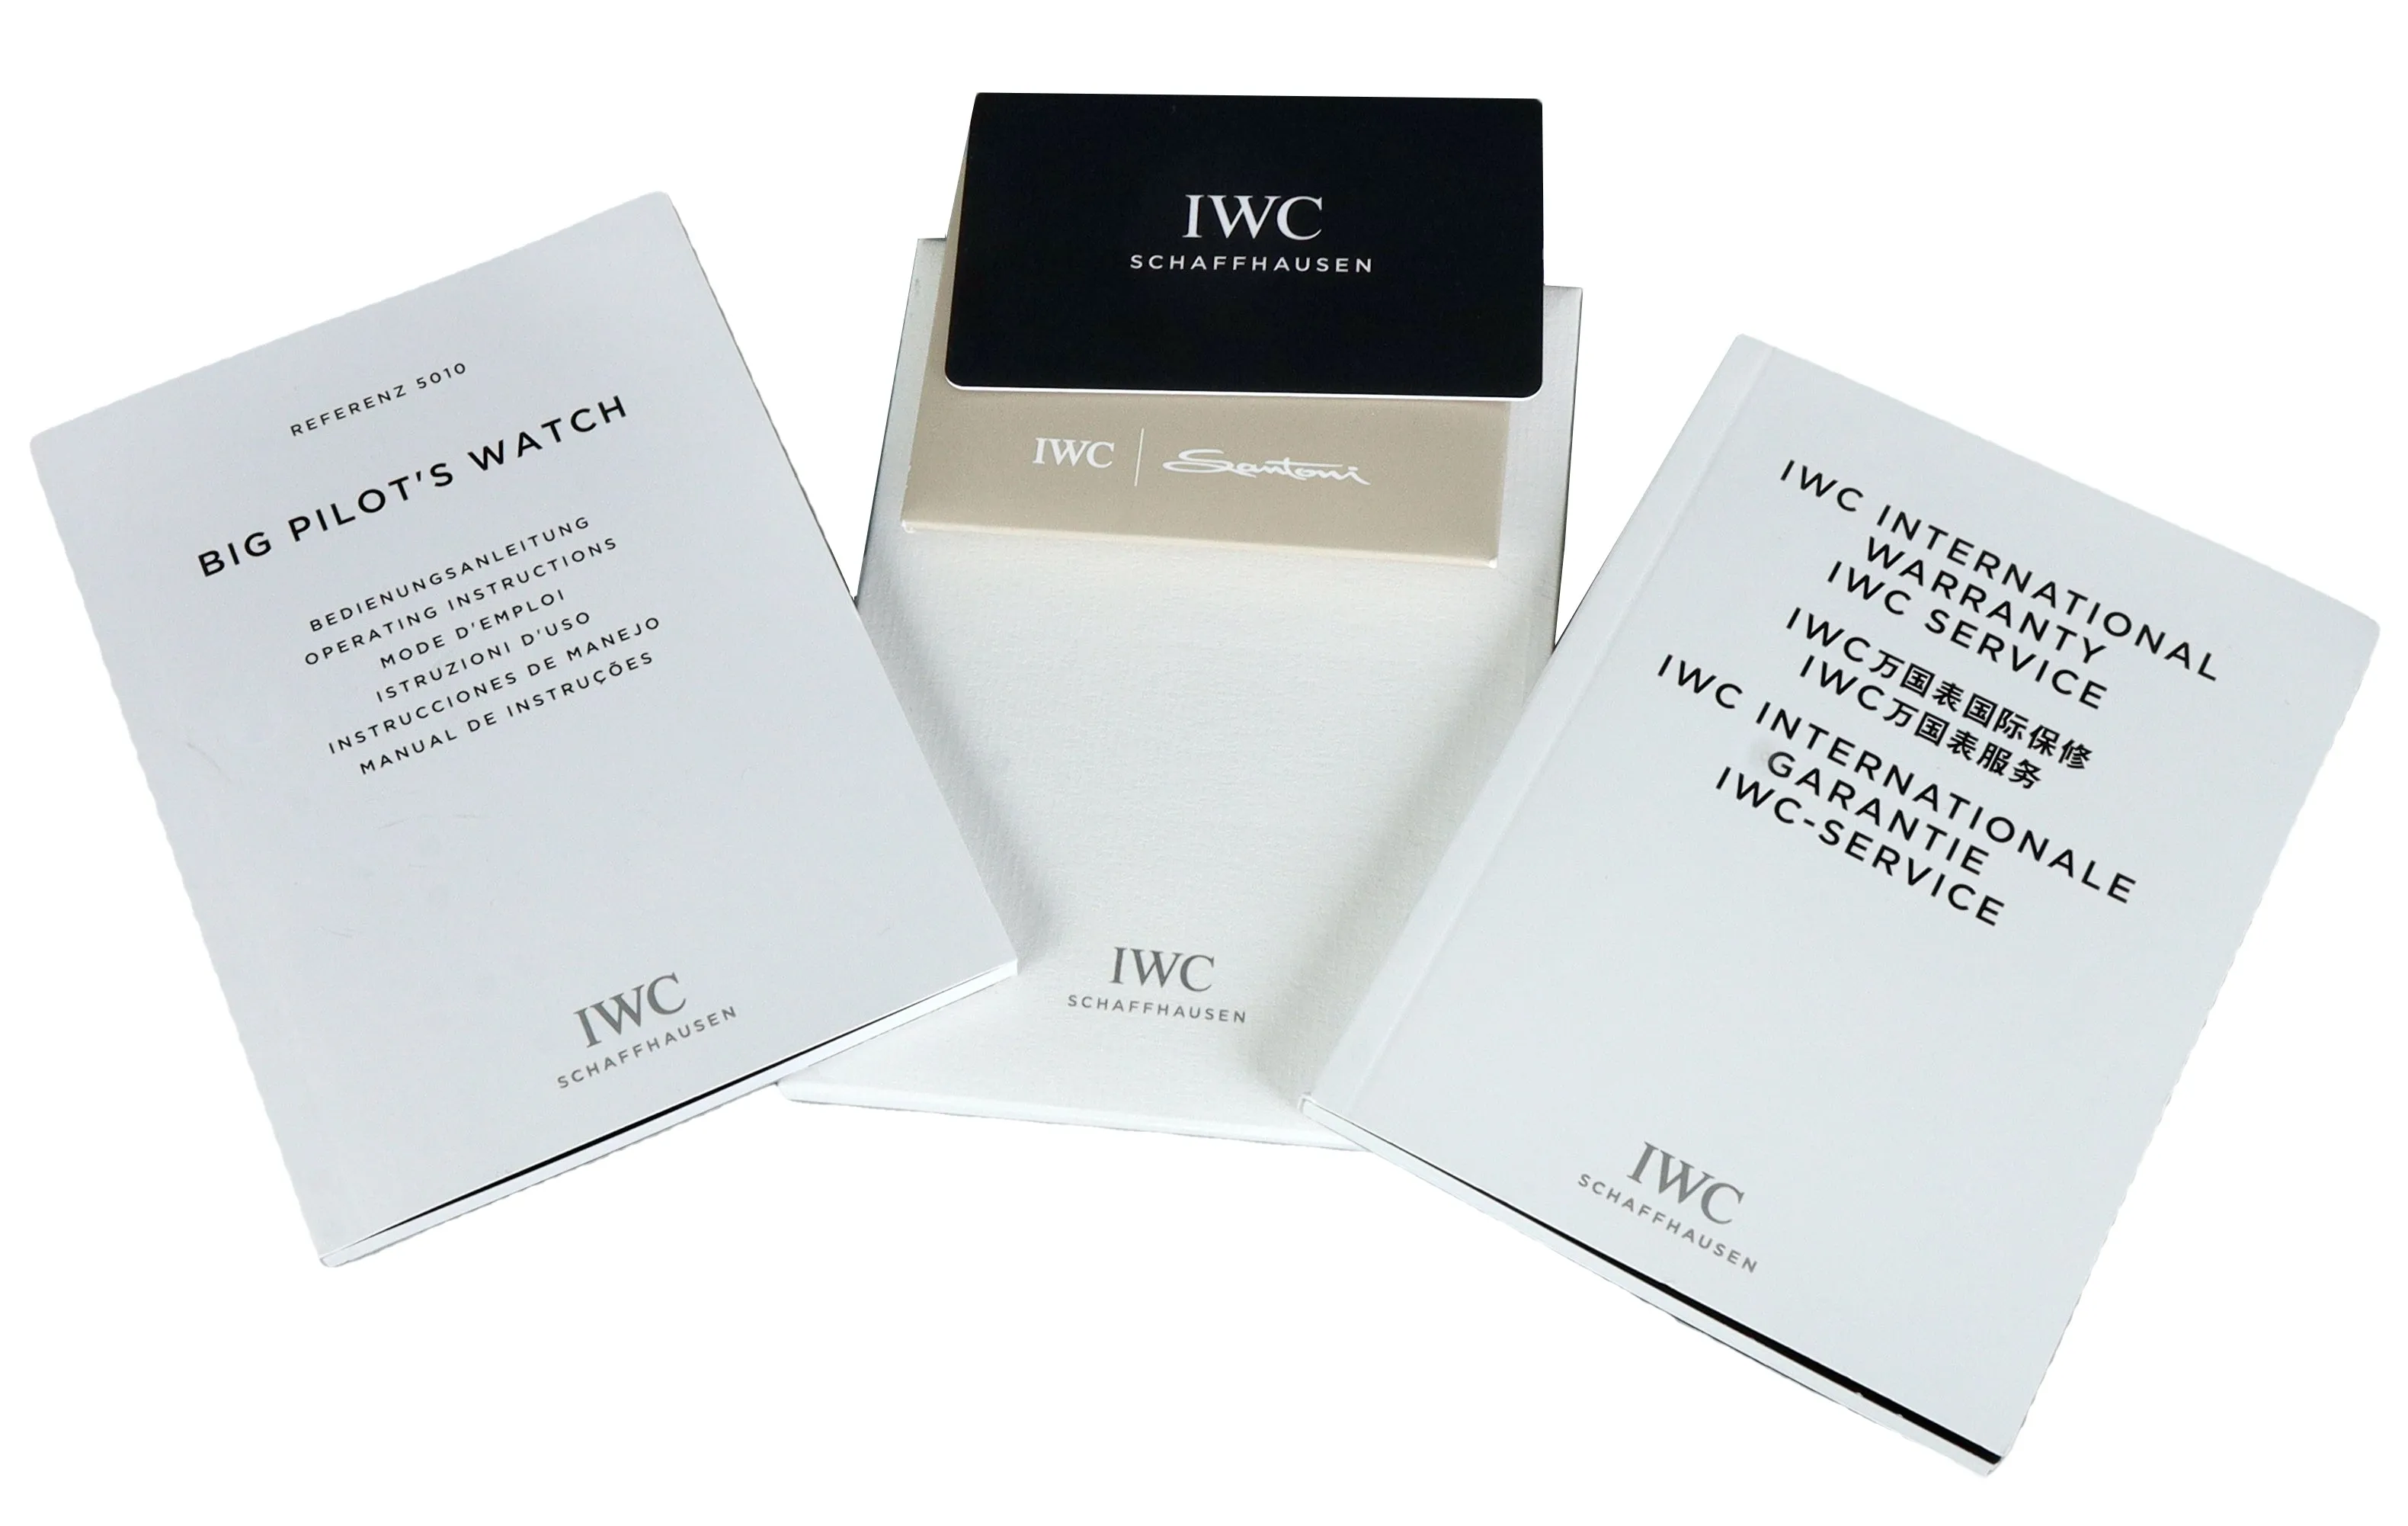 REFERENZ 5010
BIG PILOT'S WATCH
BEDIENUNGSANLEITUNG
OPERATING INSTRUCTIONS
MODE D'EMPLOI
ISTRUZIONI D'USO
INSTRUCCIONES DE MANEJO
MANUAL DE INSTRUÇÕES
IWC
SCHAFFHAUSEN
IWC
SCHAFFHAUSEN
IWC | Santoni
IWC
SCHAFFHAUSEN
IWC INTERNATIONAL
WARRANTY
IWC SERVICE
IWC万国表国际保修
IWC万国表服务
IWC INTERNATIONALE
GARANTIE
IWC-SERVICE
IWC
SCHAFFHAUSEN